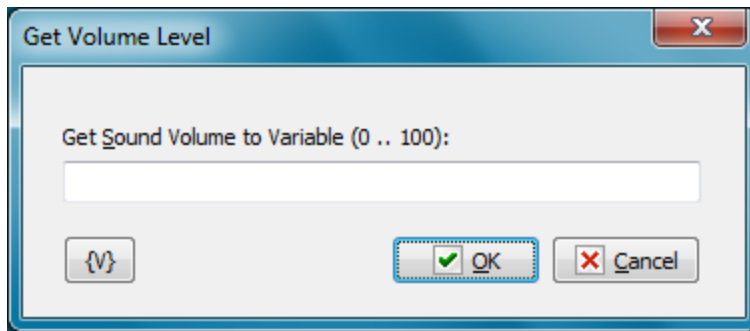 Get Volume Level
Get Sound Volume to Variable (0 .. 100):
{V}
OK
Cancel